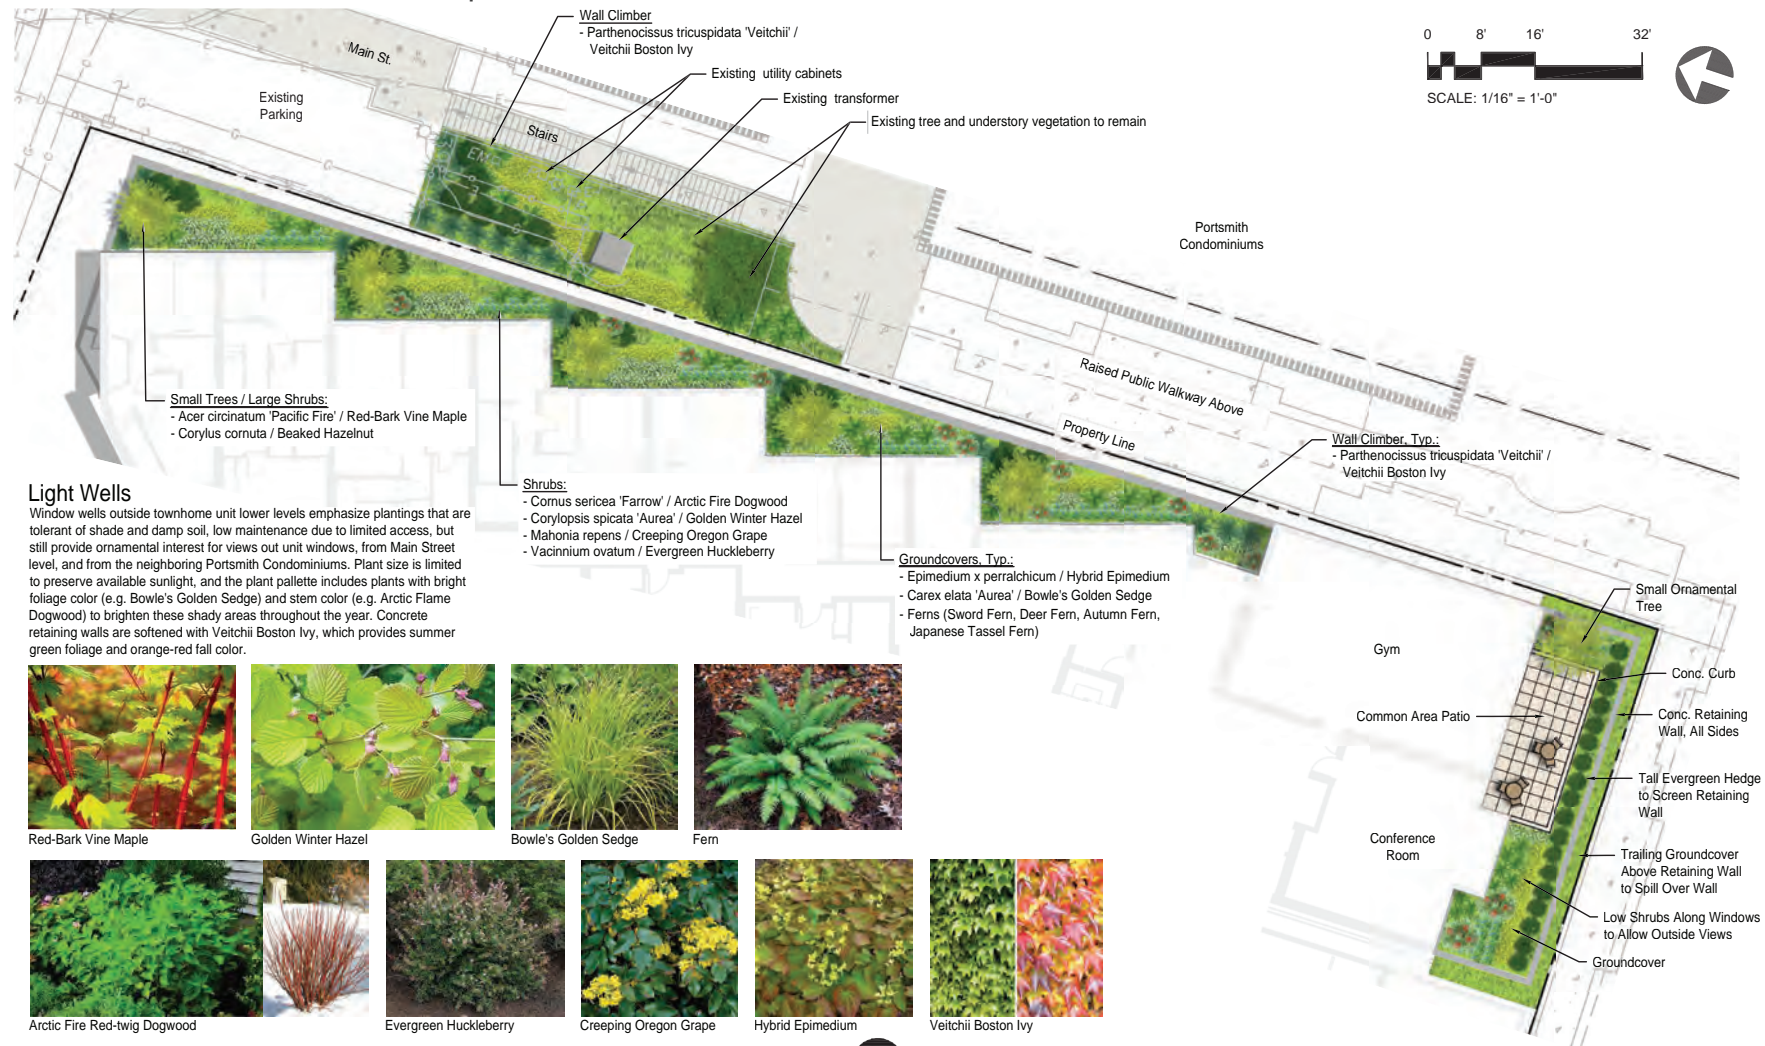 Wall Climber
- Parthenocissus tricuspidata 'Veitchii' /
Veitchii Boston Ivy
Existing utility cabinets
Existing transformer
Existing tree and understory vegetation to remain
0 8' 16' 32'
SCALE: 1/16" = 1'-0"
Main St.
Existing
Parking
Stairs
Portsmith
Condominiums
Raised Public Walkway Above
Property Line
Small Trees / Large Shrubs:
- Acer circinatum 'Pacific Fire' / Red-Bark Vine Maple
- Corylus cornuta / Beaked Hazelnut
Wall Climber, Typ.:
- Parthenocissus tricuspidata 'Veitchii' /
Veitchii Boston Ivy
Shrubs:
- Cornus sericea 'Farrow' / Arctic Fire Dogwood
- Corylopsis spicata 'Aurea' / Golden Winter Hazel
- Mahonia repens / Creeping Oregon Grape
- Vacinnium ovatum / Evergreen Huckleberry
Groundcovers, Typ.:
- Epimedium x perralchicum / Hybrid Epimedium
- Carex elata 'Aurea' / Bowle's Golden Sedge
- Ferns (Sword Fern, Deer Fern, Autumn Fern,
Japanese Tassel Fern)
Light Wells
Window wells outside townhome unit lower levels emphasize plantings that are
tolerant of shade and damp soil, low maintenance due to limited access, but
still provide ornamental interest for views out unit windows, from Main Street
level, and from the neighboring Portsmith Condominiums. Plant size is limited
to preserve available sunlight, and the plant pallette includes plants with bright
foliage color (e.g. Bowle's Golden Sedge) and stem color (e.g. Arctic Flame
Dogwood) to brighten these shady areas throughout the year. Concrete
retaining walls are softened with Veitchii Boston Ivy, which provides summer
green foliage and orange-red fall color.
Small Ornamental
Tree
Gym
Conc. Curb
Common Area Patio
Conc. Retaining
Wall, All Sides
Tall Evergreen Hedge
to Screen Retaining
Wall
Conference
Room
Trailing Groundcover
Above Retaining Wall
to Spill Over Wall
Low Shrubs Along Windows
to Allow Outside Views
Groundcover
Red-Bark Vine Maple
Golden Winter Hazel
Bowle's Golden Sedge
Fern
Arctic Fire Red-twig Dogwood
Evergreen Huckleberry
Creeping Oregon Grape
Hybrid Epimedium
Veitchii Boston Ivy